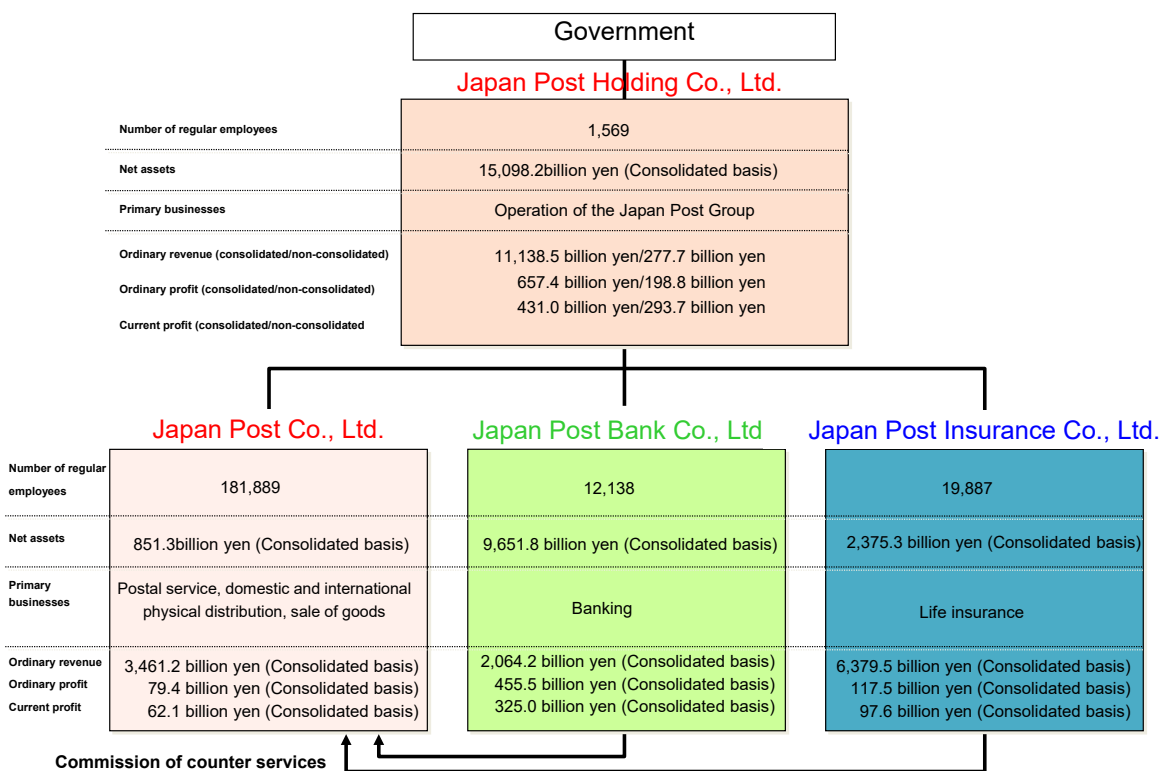 Government
Japan Post Holding Co., Ltd.
Number of regular employees
1,569
Net assets
15,098.2billion yen (Consolidated basis)
Primary businesses
Operation of the Japan Post Group
Ordinary revenue (consolidated/non-consolidated)
11,138.5 billion yen/277.7 billion yen
Ordinary profit (consolidated/non-consolidated)
657.4 billion yen/198.8 billion yen
Current profit (consolidated/non-consolidated
431.0 billion yen/293.7 billion yen
Japan Post Co., Ltd.
Japan Post Bank Co., Ltd
Japan Post Insurance Co., Ltd.
Number of regular
employees
181,889
12,138
19,887
Net assets
851.3billion yen (Consolidated basis)
9,651.8 billion yen (Consolidated basis)
2,375.3 billion yen (Consolidated basis)
Primary
businesses
Postal service, domestic and international
physical distribution, sale of goods
Banking
Life insurance
Ordinary revenue
3,461.2 billion yen (Consolidated basis)
2,064.2 billion yen (Consolidated basis)
6,379.5 billion yen (Consolidated basis)
Ordinary profit
79.4 billion yen (Consolidated basis)
455.5 billion yen (Consolidated basis)
117.5 billion yen (Consolidated basis)
Current profit
62.1 billion yen (Consolidated basis)
325.0 billion yen (Consolidated basis)
97.6 billion yen (Consolidated basis)
Commission of counter services